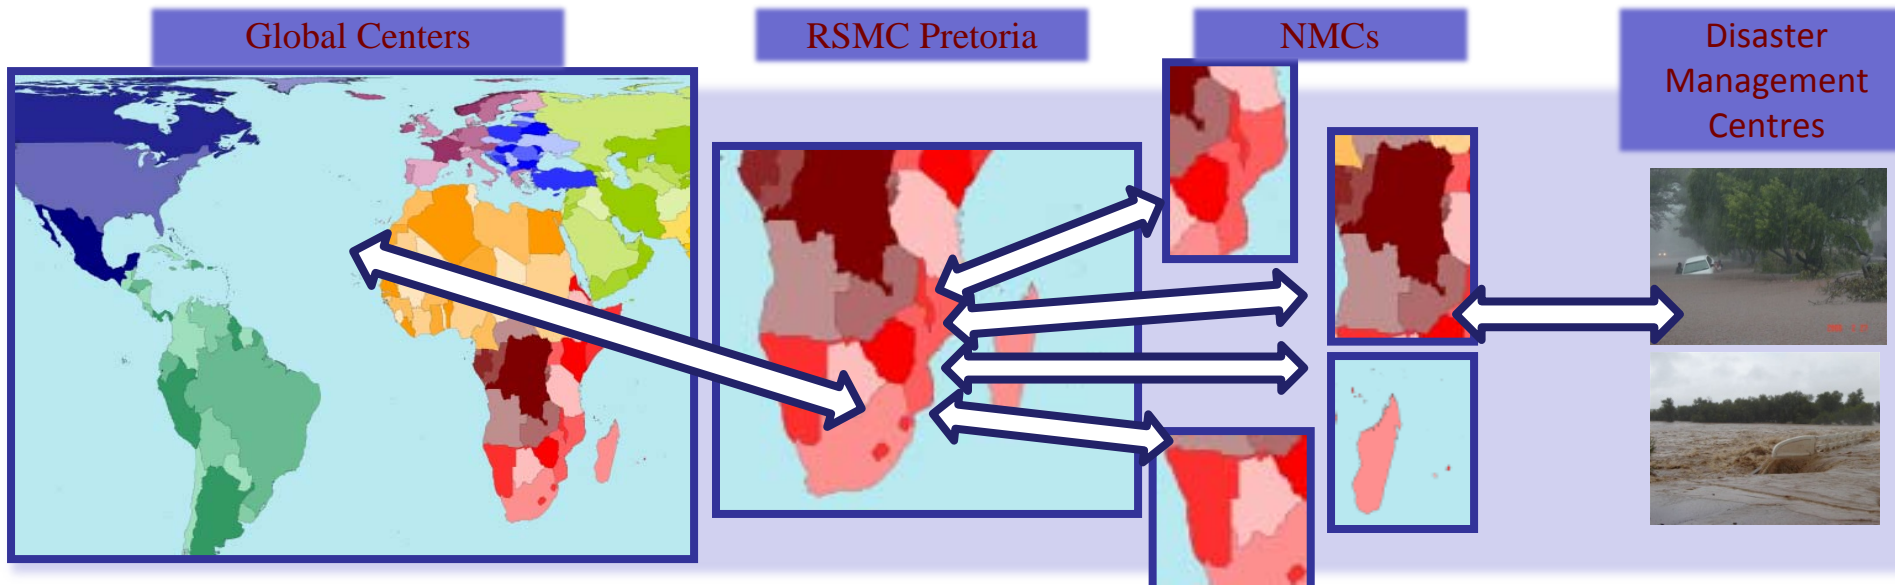 Global Centers
RSMC Pretoria
NMCs
Disaster
Management
Centres